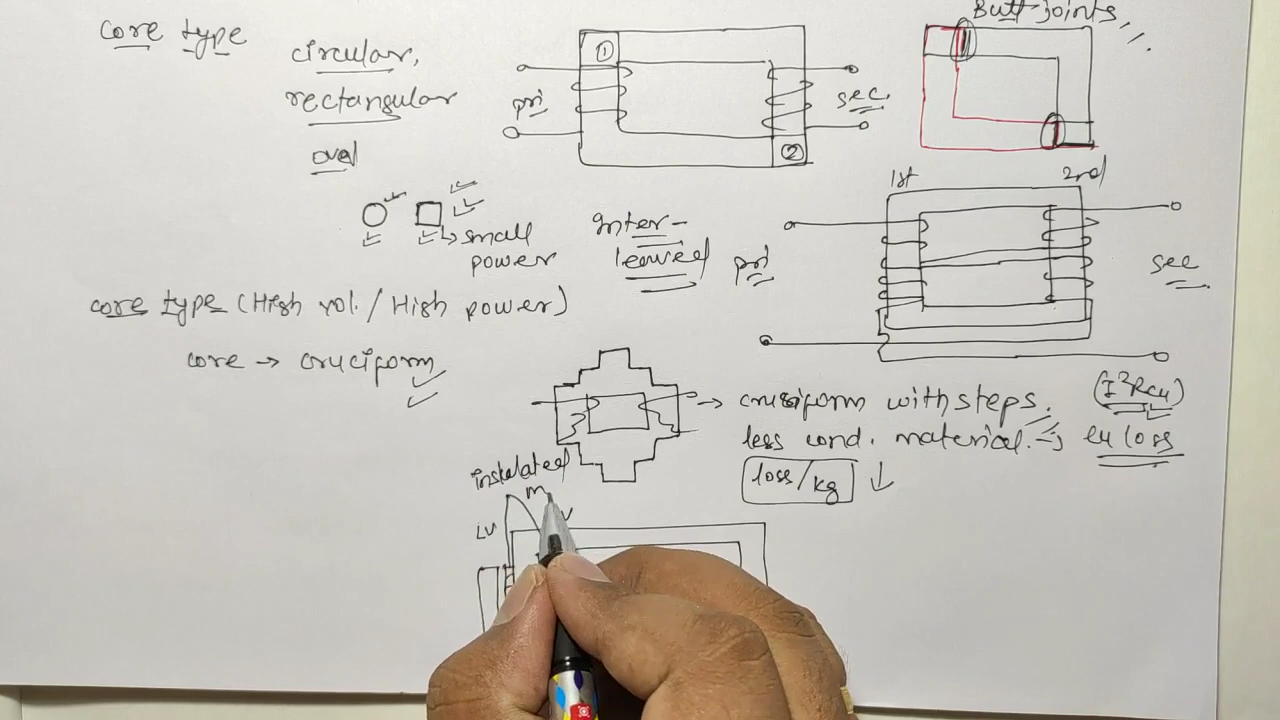 core type
circular,
rectangular
oval
①
②
pri
sec.
Butt-joints,
small
power
Inter-
leaved
1st
2nd
pri
sec
core type (High vol. / High power)
core → cruciform
→ cruciform with steps.
less cond. material. → cu loss
(I²Rcu)
loss/kg ↓
insulated
m
LV